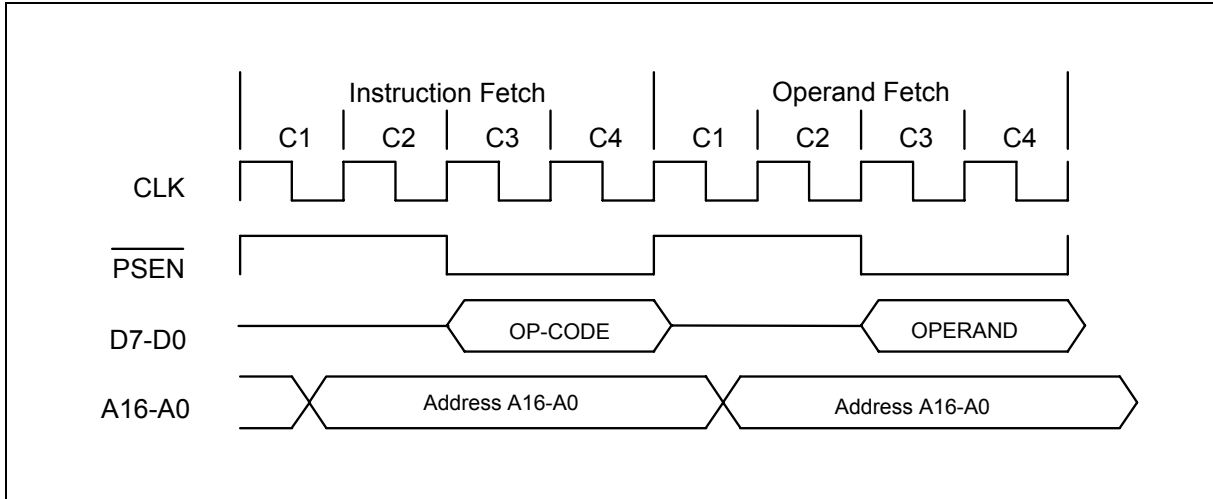 Instruction Fetch Operand Fetch
C1 C2 C3 C4 C1 C2 C3 C4
CLK
PSEN
D7-D0 OP-CODE OPERAND
A16-A0 Address A16-A0 Address A16-A0